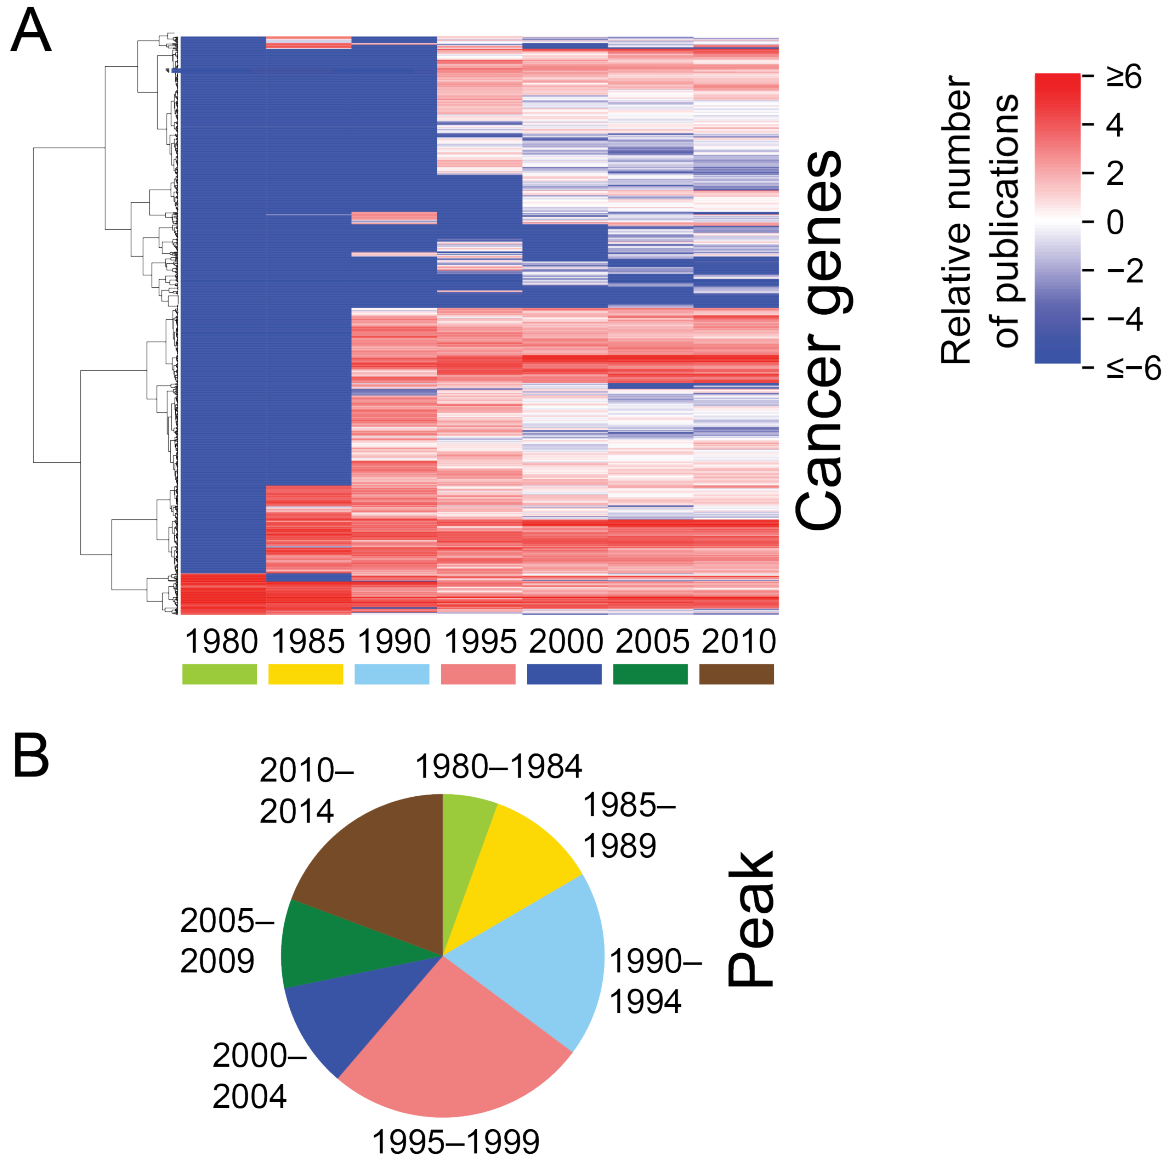 A
Relative number
of publications
≥6
4
2
0
−2
−4
≤−6
Cancer genes
1980 1985 1990 1995 2000 2005 2010
B
2010–
2014
1980–1984
1985–
1989
Peak
2005–
2009
1990–
1994
2000–
2004
1995–1999